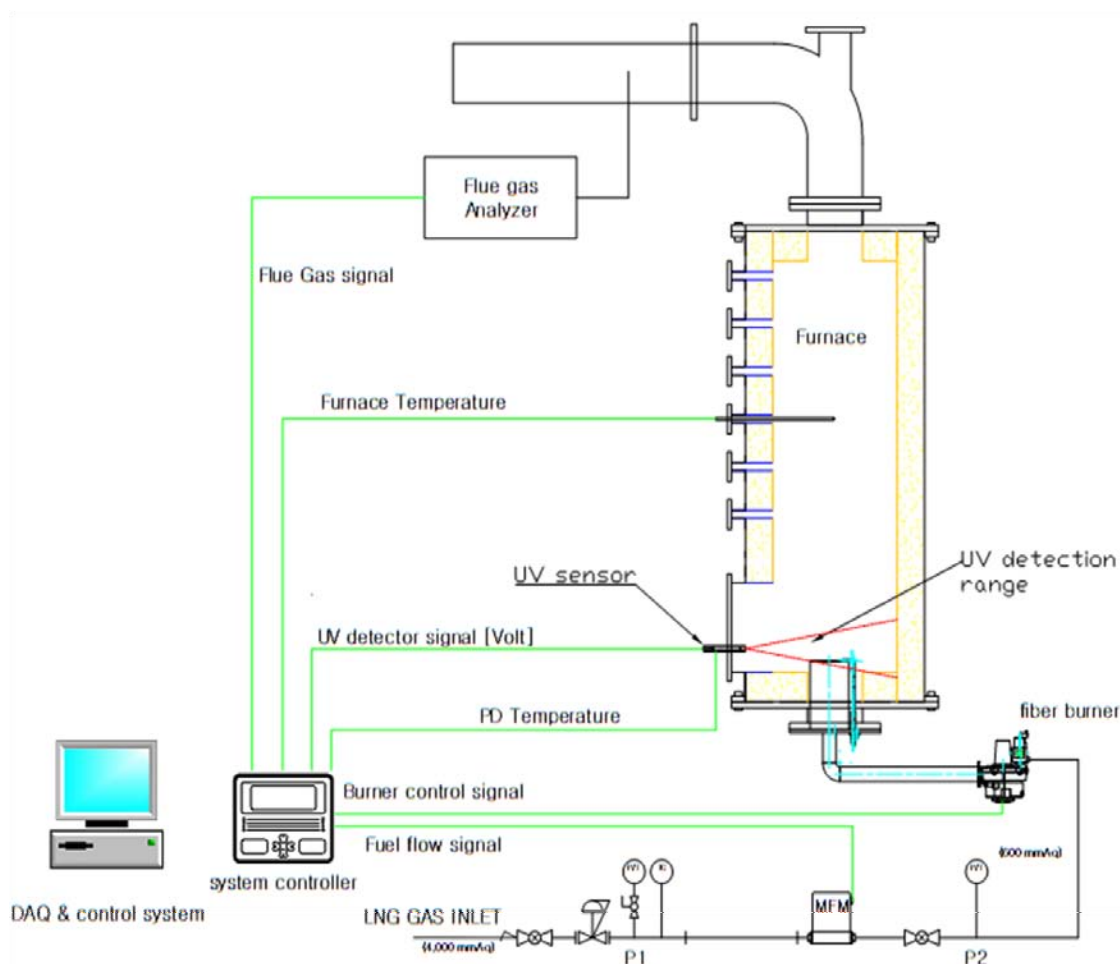 Flue gas
Analyzer
Flue Gas signal
Furnace
Furnace Temperature
UV sensor
UV detection
range
UV detector signal [Volt]
PD Temperature
fiber burner
Burner control signal
Fuel flow signal
system controller
DAQ & control system
(600 mmAq)
LNG GAS INLET
(4,000 mmAq)
MFM
P1
P2